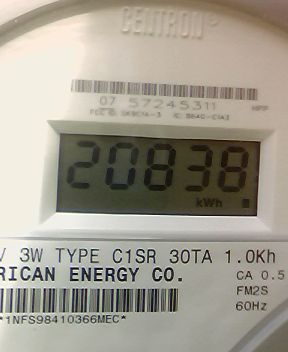 CENTRON®
07 57245311
20838
kWh
V 3W TYPE C1SR 30TA 1.0Kh
RICAN ENERGY CO. CA 0.5
FM2S
60Hz
*1NFS98410366MEC*